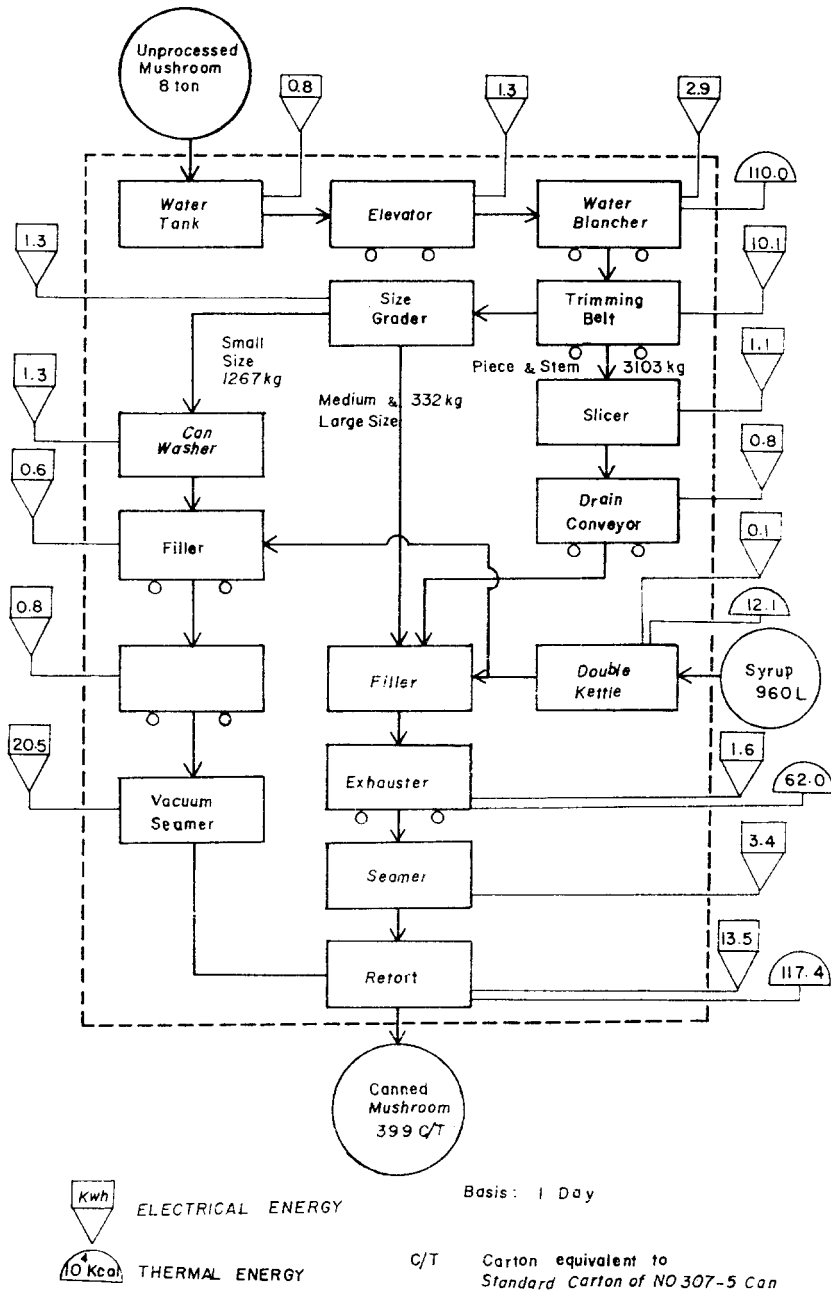 Unprocessed
Mushroom
8 ton
0.8
1.3
2.9
110.0
Water
Tank
Elevator
Water
Blancher
1.3
10.1
Size
Grader
Trimming
Belt
Small
Size
1267kg
Piece & Stem 3103 kg
1.1
1.3
Medium & 332 kg
Large Size
Slicer
Can
Washer
0.6
0.8
Drain
Conveyor
Filler
0.1
0.8
12.1
Filler
Double
Kettle
Syrup
960 L
20.5
1.6
62.0
Vacuum
Seamer
Exhauster
3.4
Seamer
13.5
117.4
Retort
Canned
Mushroom
399 C/T
Kwh ELECTRICAL ENERGY
Basis: 1 Day
10⁴ Kcal THERMAL ENERGY
C/T Carton equivalent to
Standard Carton of NO 307-5 Can